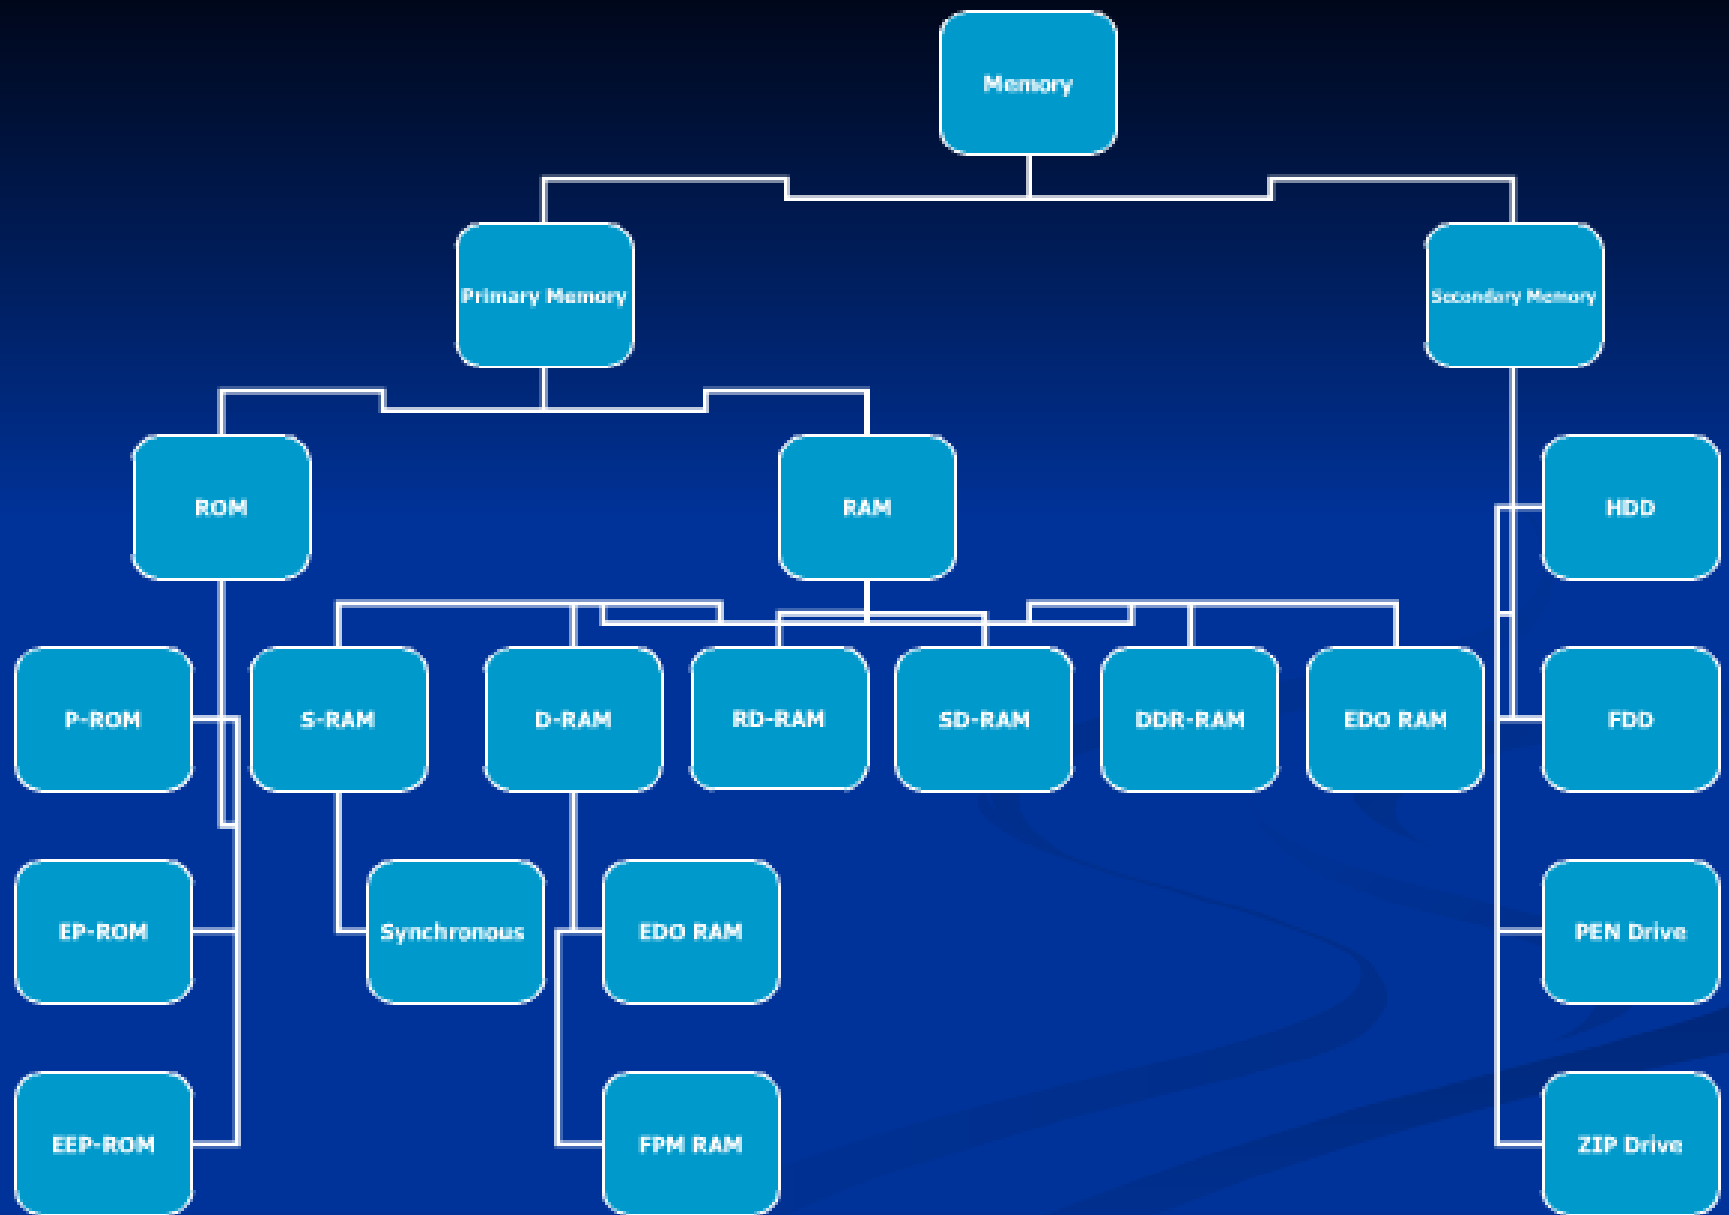 Memory
Primary Memory
Secondary Memory
ROM
RAM
HDD
P-ROM
S-RAM
D-RAM
RD-RAM
SD-RAM
DDR-RAM
EDO RAM
FDD
EP-ROM
Synchronous
EDO RAM
PEN Drive
EEP-ROM
FPM RAM
ZIP Drive